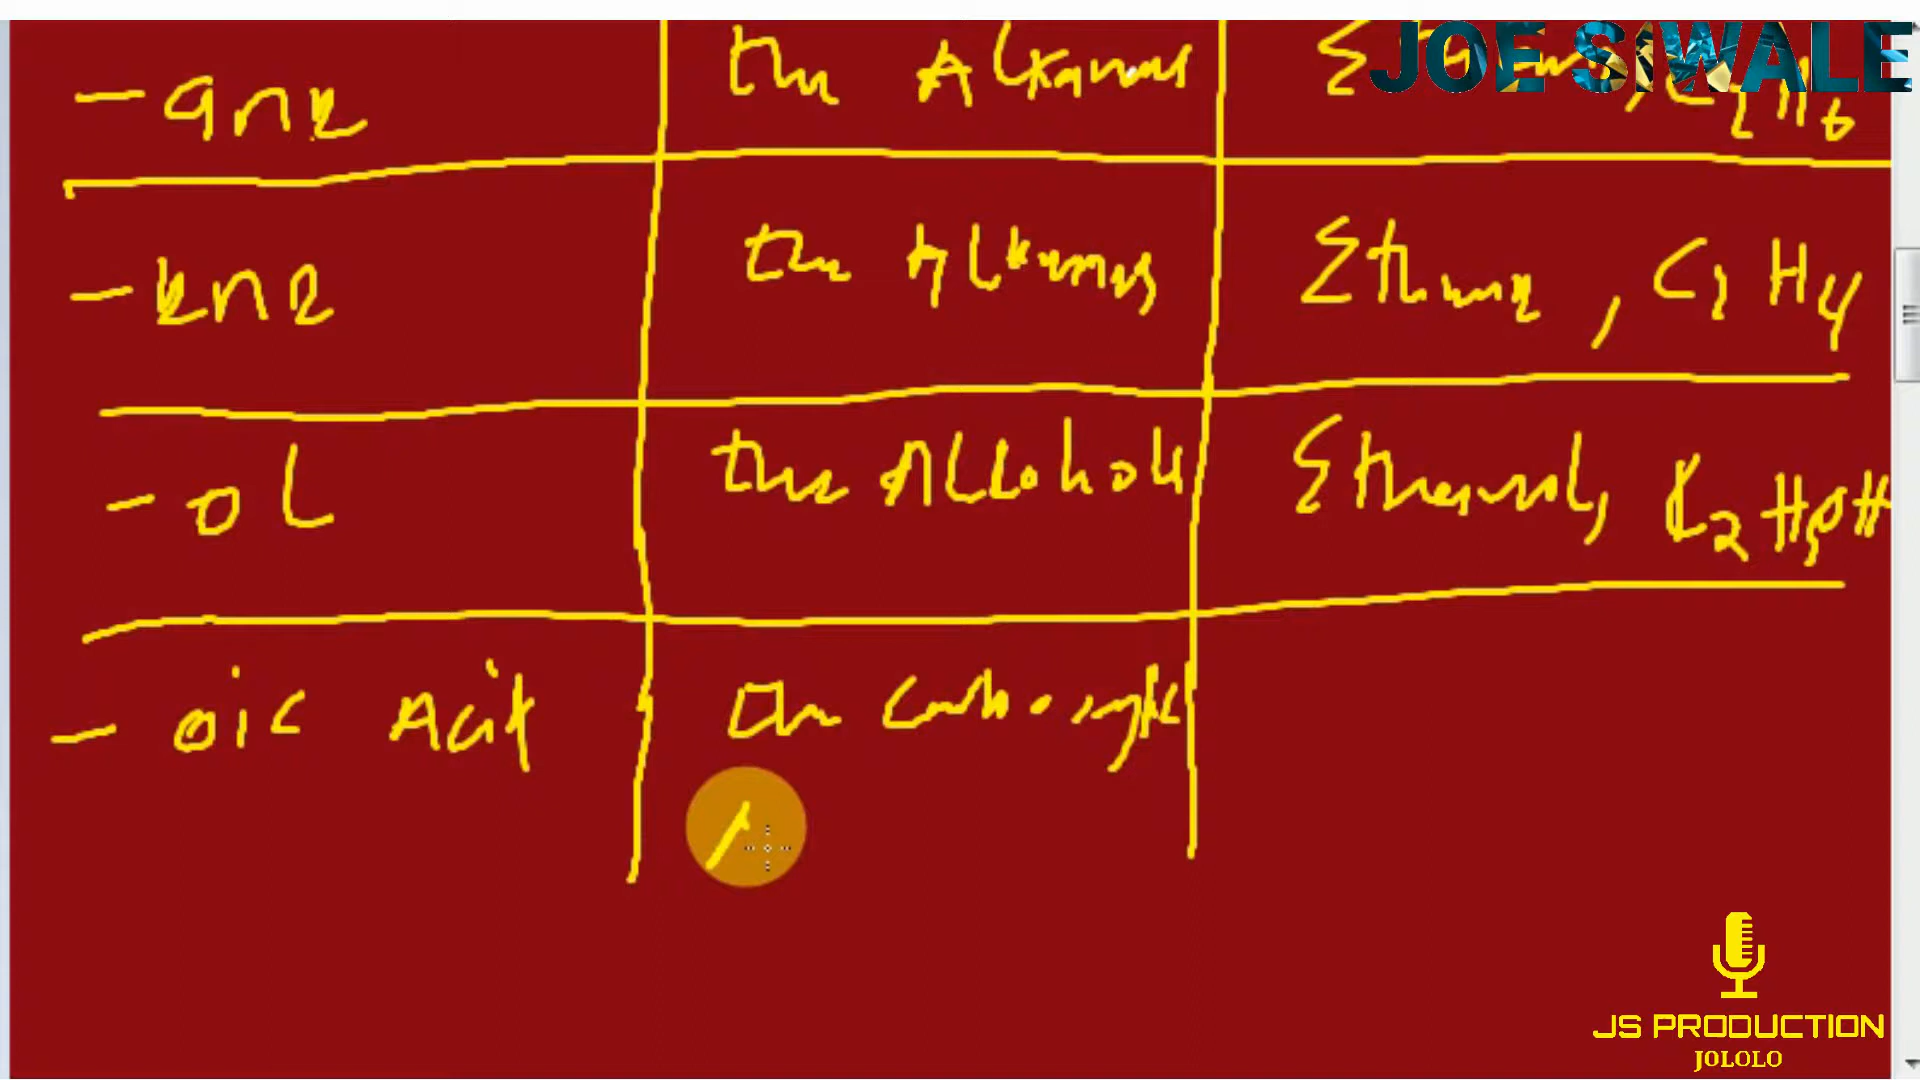 JOE SIWALE
-ane the Alkanes C2H6
-ene the Alkenes Ethene, C2H4
-oL the Alcohols Ethanol, C2H5OH
-oic Acid the Carboxylic
JS PRODUCTION
JOLOLO